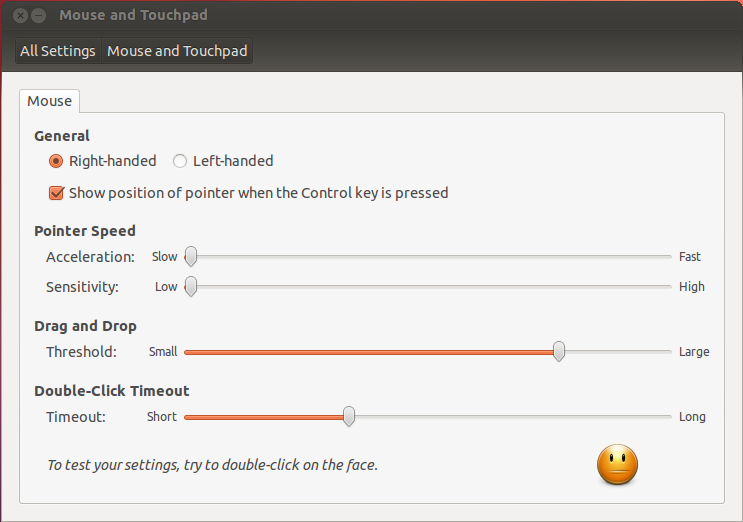 Mouse and Touchpad
All Settings Mouse and Touchpad
Mouse
General
Right-handed Left-handed
Show position of pointer when the Control key is pressed
Pointer Speed
Acceleration: Slow Fast
Sensitivity: Low High
Drag and Drop
Threshold: Small Large
Double-Click Timeout
Timeout: Short Long
To test your settings, try to double-click on the face.